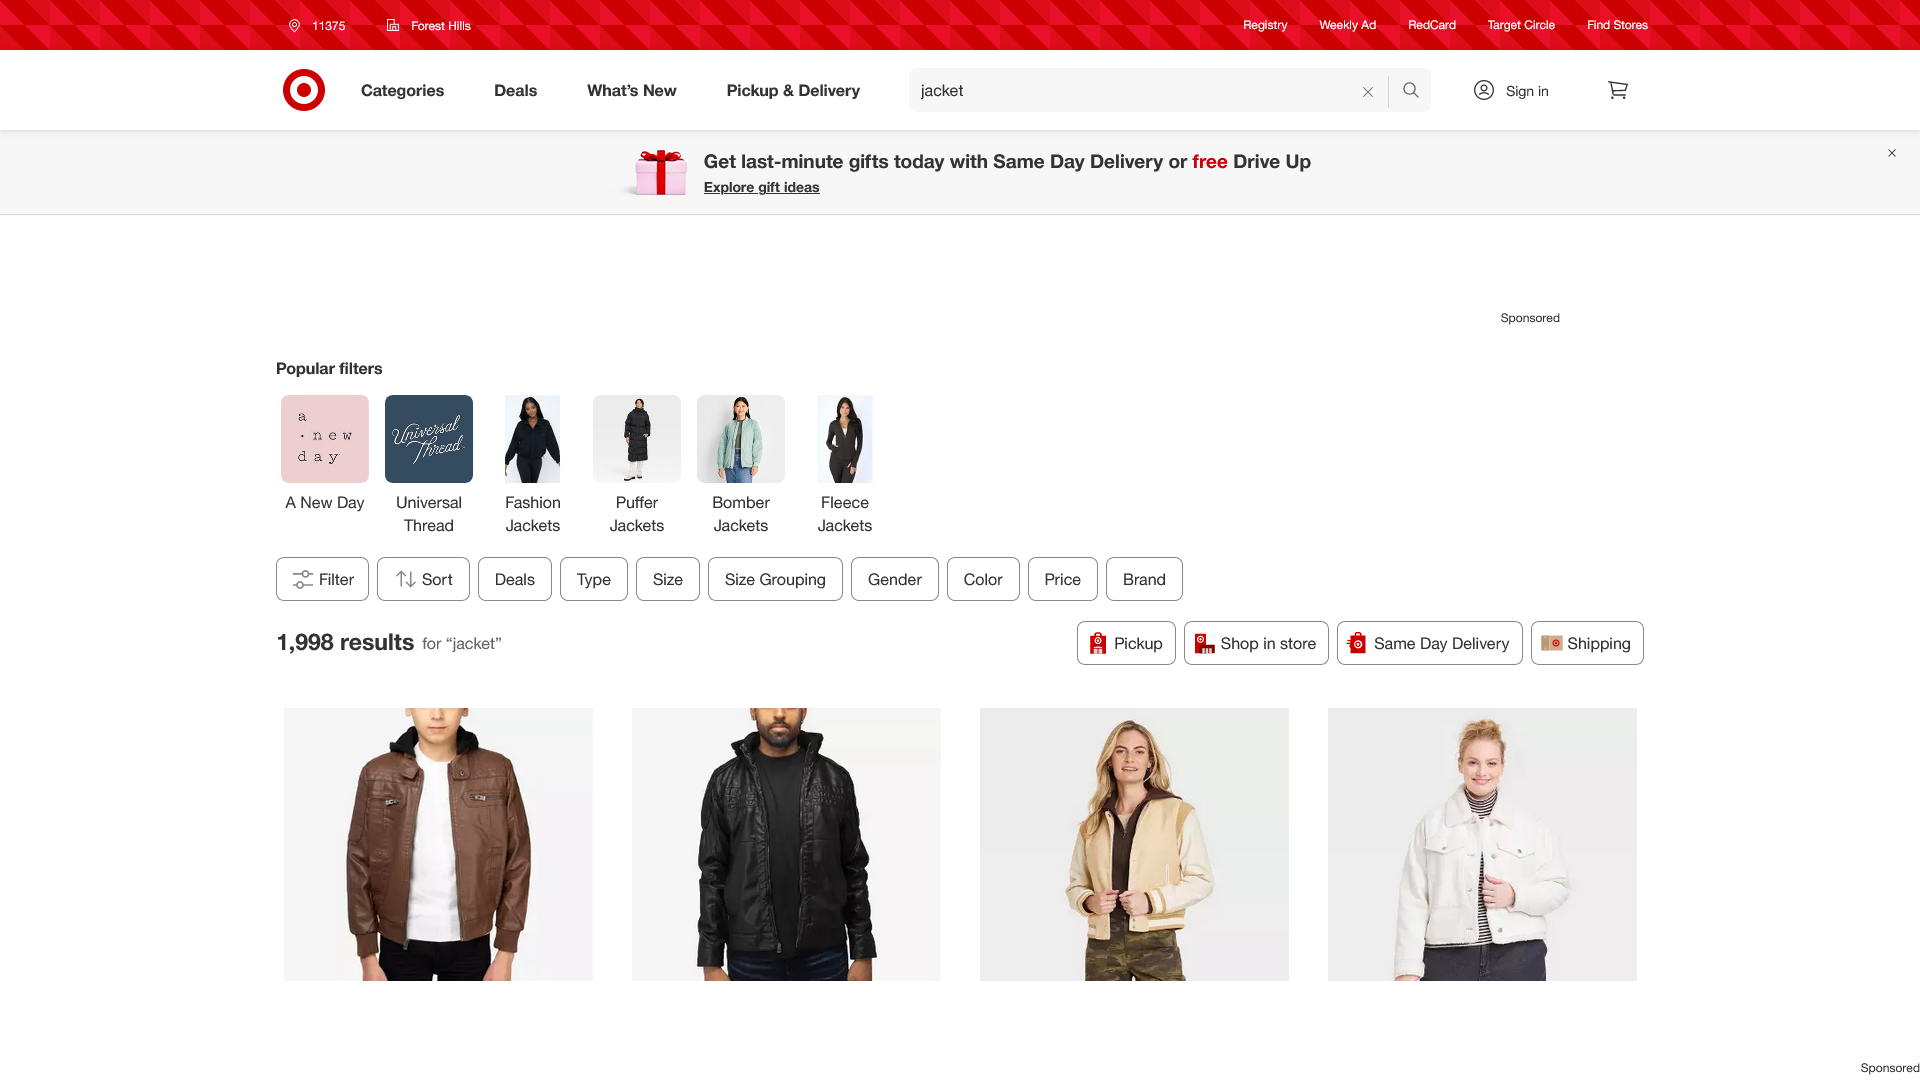 11375
Forest Hills
Registry
Weekly Ad
RedCard
Target Circle
Find Stores
Categories
Deals
What's New
Pickup & Delivery
jacket
Sign in
Get last-minute gifts today with Same Day Delivery or free Drive Up
Explore gift ideas
Sponsored
Popular filters
a
· new
day
Universal
Thread
A New Day
Universal
Thread
Fashion
Jackets
Puffer
Jackets
Bomber
Jackets
Fleece
Jackets
Filter
Sort
Deals
Type
Size
Size Grouping
Gender
Color
Price
Brand
1,998 results for “jacket”
Pickup
Shop in store
Same Day Delivery
Shipping
Sponsored